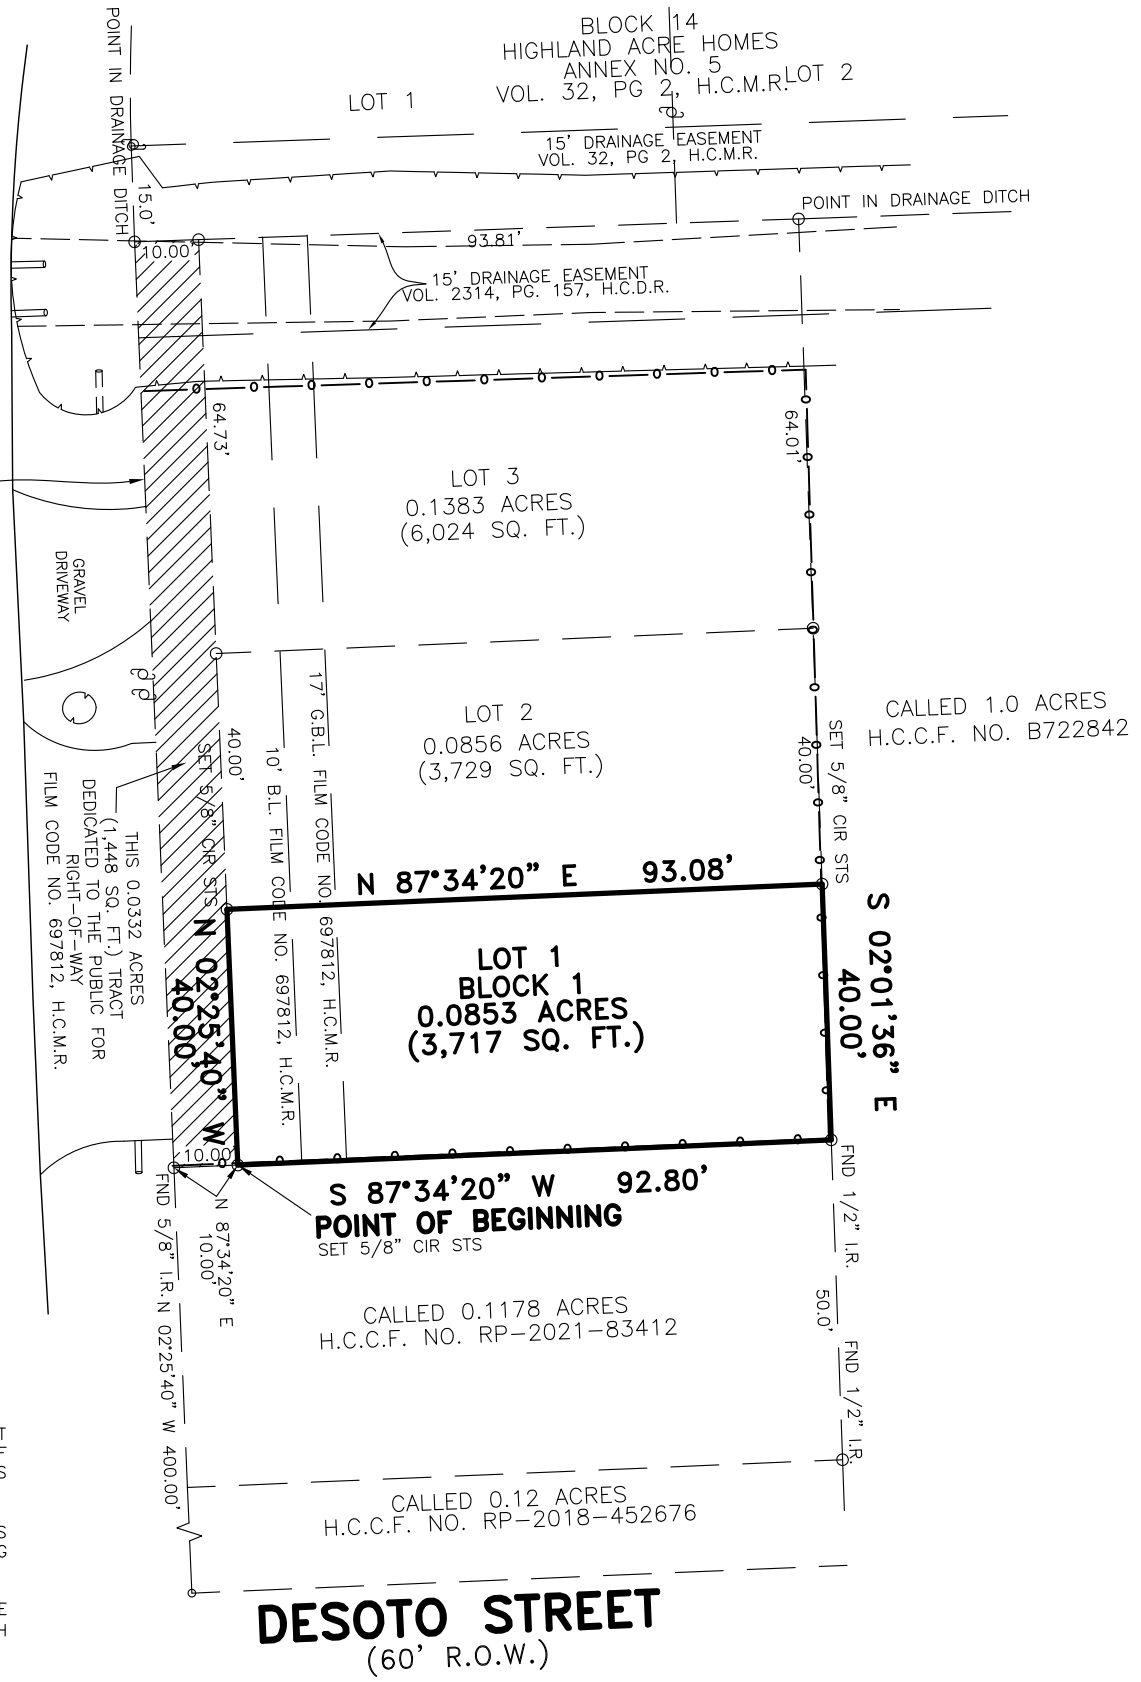 BLOCK 14
HIGHLAND ACRE HOMES
ANNEX NO. 5
VOL. 32, PG 2, H.C.M.R.
LOT 1
LOT 2
15' DRAINAGE EASEMENT
VOL. 32, PG 2, H.C.M.R.
POINT IN DRAINAGE DITCH
15.0'
POINT IN DRAINAGE DITCH
10.00'
93.81'
15' DRAINAGE EASEMENT
VOL. 2314, PG. 157, H.C.D.R.
64.73'
64.01'
LOT 3
0.1383 ACRES
(6,024 SQ. FT.)
GRAVEL
DRIVEWAY
LOT 2
0.0856 ACRES
(3,729 SQ. FT.)
CALLED 1.0 ACRES
H.C.C.F. NO. B722842
40.00'
40.00'
SET 5/8" CIR STS
SET 5/8" CIR STS
17' G.B.L. FILM CODE NO. 697812, H.C.M.R.
10' B.L. FILM CODE NO. 697812, H.C.M.R.
THIS 0.0332 ACRES
(1,448 SQ. FT.) TRACT
DEDICATED TO THE PUBLIC FOR
RIGHT-OF-WAY
FILM CODE NO. 697812, H.C.M.R.
N 87°34'20" E 93.08'
S 02°01'36" E
40.00'
LOT 1
BLOCK 1
0.0853 ACRES
(3,717 SQ. FT.)
N 02°25'40" W
40.00'
10.00'
S 87°34'20" W 92.80'
POINT OF BEGINNING
SET 5/8" CIR STS
FND 5/8" I.R.
N 87°34'20" E
10.00'
FND 1/2" I.R.
50.0'
FND 1/2" I.R.
N 02°25'40" W 400.00'
CALLED 0.1178 ACRES
H.C.C.F. NO. RP-2021-83412
CALLED 0.12 ACRES
H.C.C.F. NO. RP-2018-452676
DESOTO STREET
(60' R.O.W.)